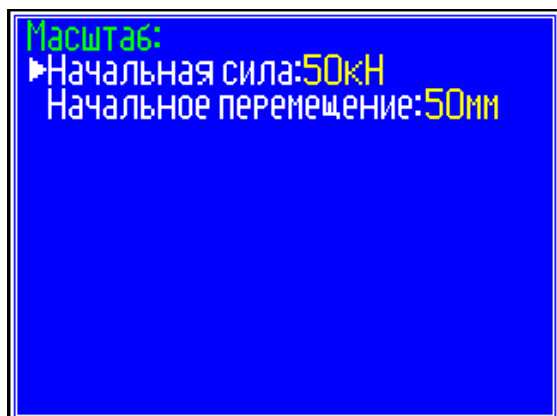 Масштаб:
Начальная сила:50кН
Начальное перемещение:50мм